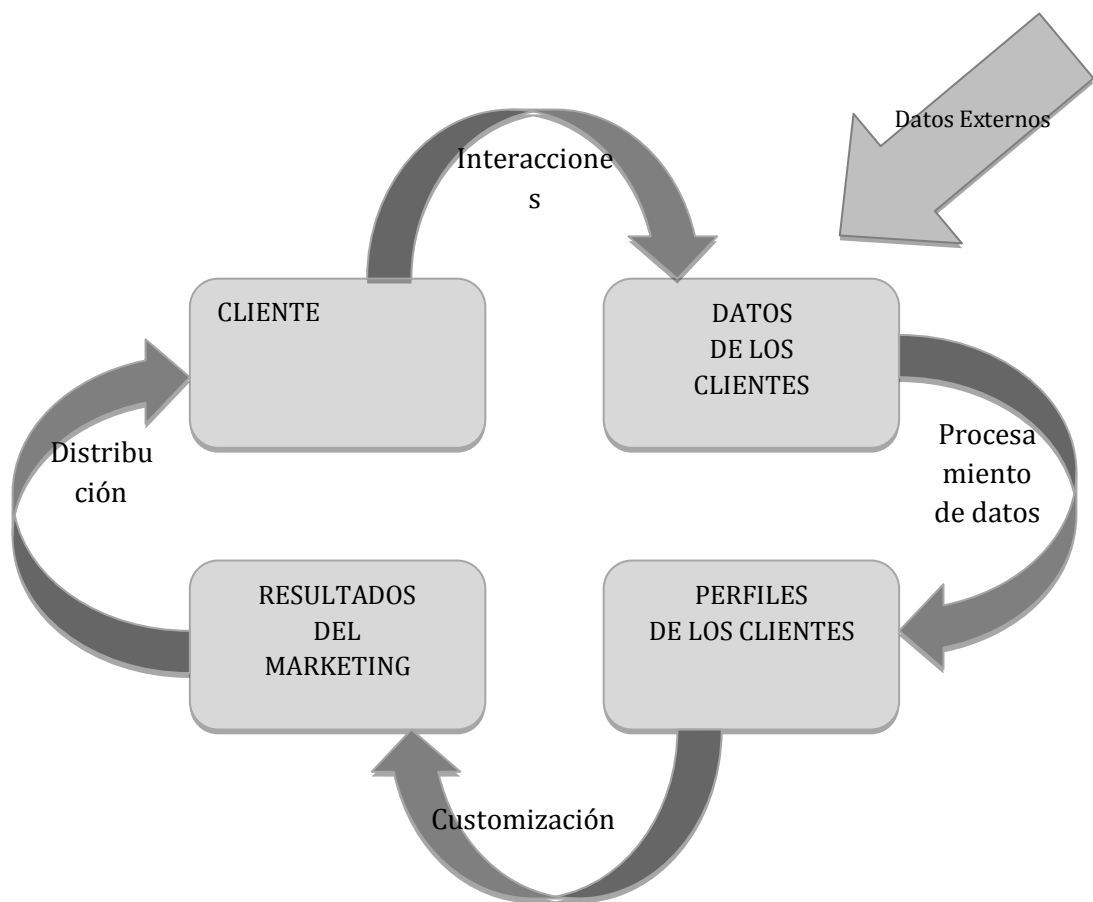 Datos Externos
Interaccione
s
CLIENTE
DATOS
DE LOS
CLIENTES
Distribu
ción
Procesa
miento
de datos
RESULTADOS
DEL
MARKETING
PERFILES
DE LOS CLIENTES
Customización